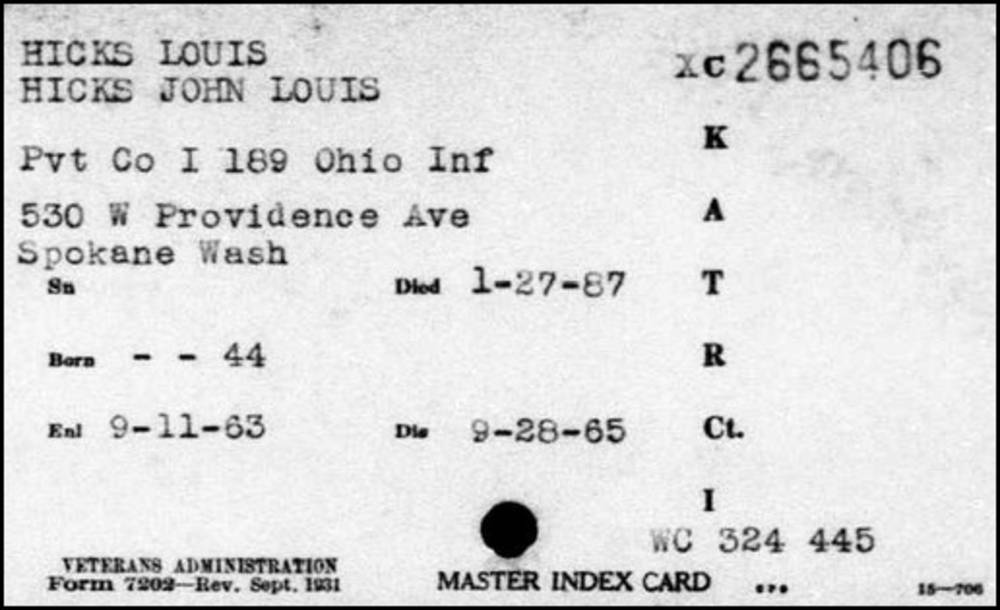 HICKS LOUIS
HICKS JOHN LOUIS
XC 2665406
K
Pvt Co I 189 Ohio Inf
530 W Providence Ave
A
Spokane Wash
Sn
Died 1-27-87
T
Born - - 44
R
Enl 9-11-63
Dis 9-28-65
Ct.
I
WC 324 445
VETERANS ADMINISTRATION
Form 7202—Rev. Sept. 1931
MASTER INDEX CARD
15—706